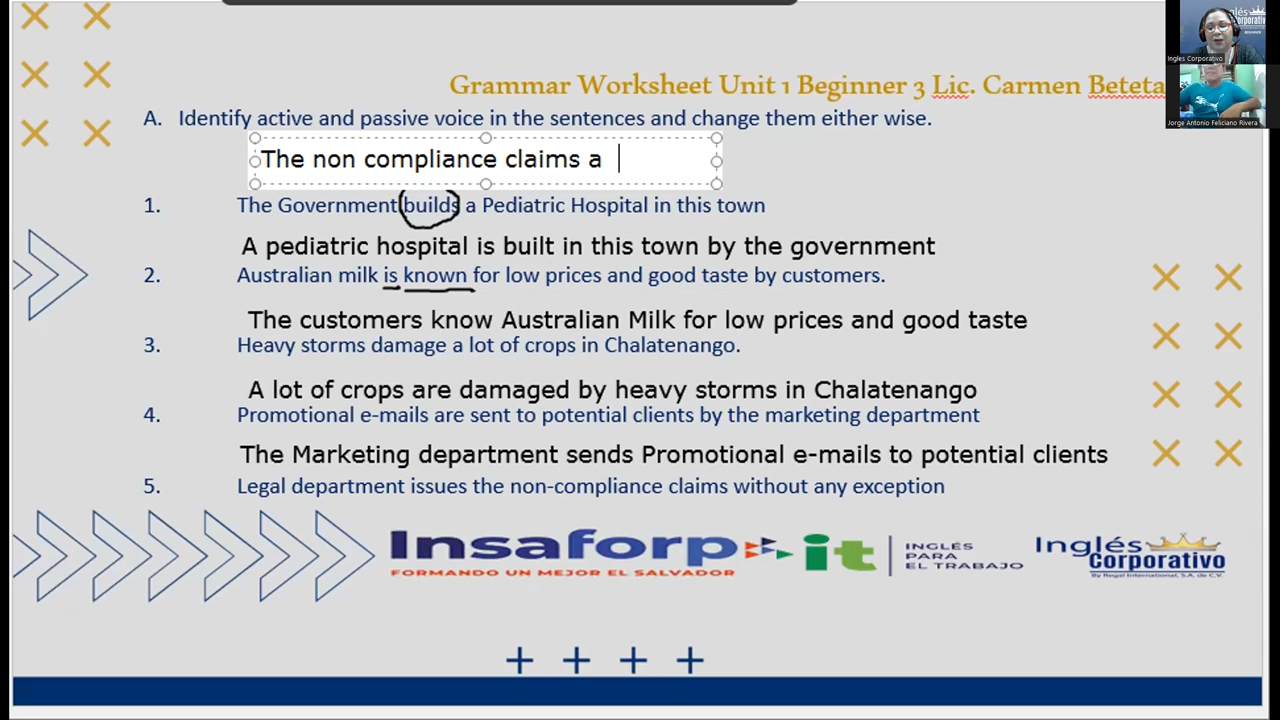 Inglés Corporativo
Jorge Antonio Feliciano Rivera
Grammar Worksheet Unit 1 Beginner 3 Lic. Carmen Beteta
A. Identify active and passive voice in the sentences and change them either wise.
The non compliance claims a
1. The Government builds a Pediatric Hospital in this town
A pediatric hospital is built in this town by the government
2. Australian milk is known for low prices and good taste by customers.
The customers know Australian Milk for low prices and good taste
3. Heavy storms damage a lot of crops in Chalatenango.
A lot of crops are damaged by heavy storms in Chalatenango
4. Promotional e-mails are sent to potential clients by the marketing department
The Marketing department sends Promotional e-mails to potential clients
5. Legal department issues the non-compliance claims without any exception
Insaforp
FORMANDO UN MEJOR EL SALVADOR
it
INGLÉS
PARA
EL TRABAJO
Inglés
Corporativo
By Regal International, S.A. de C.V.